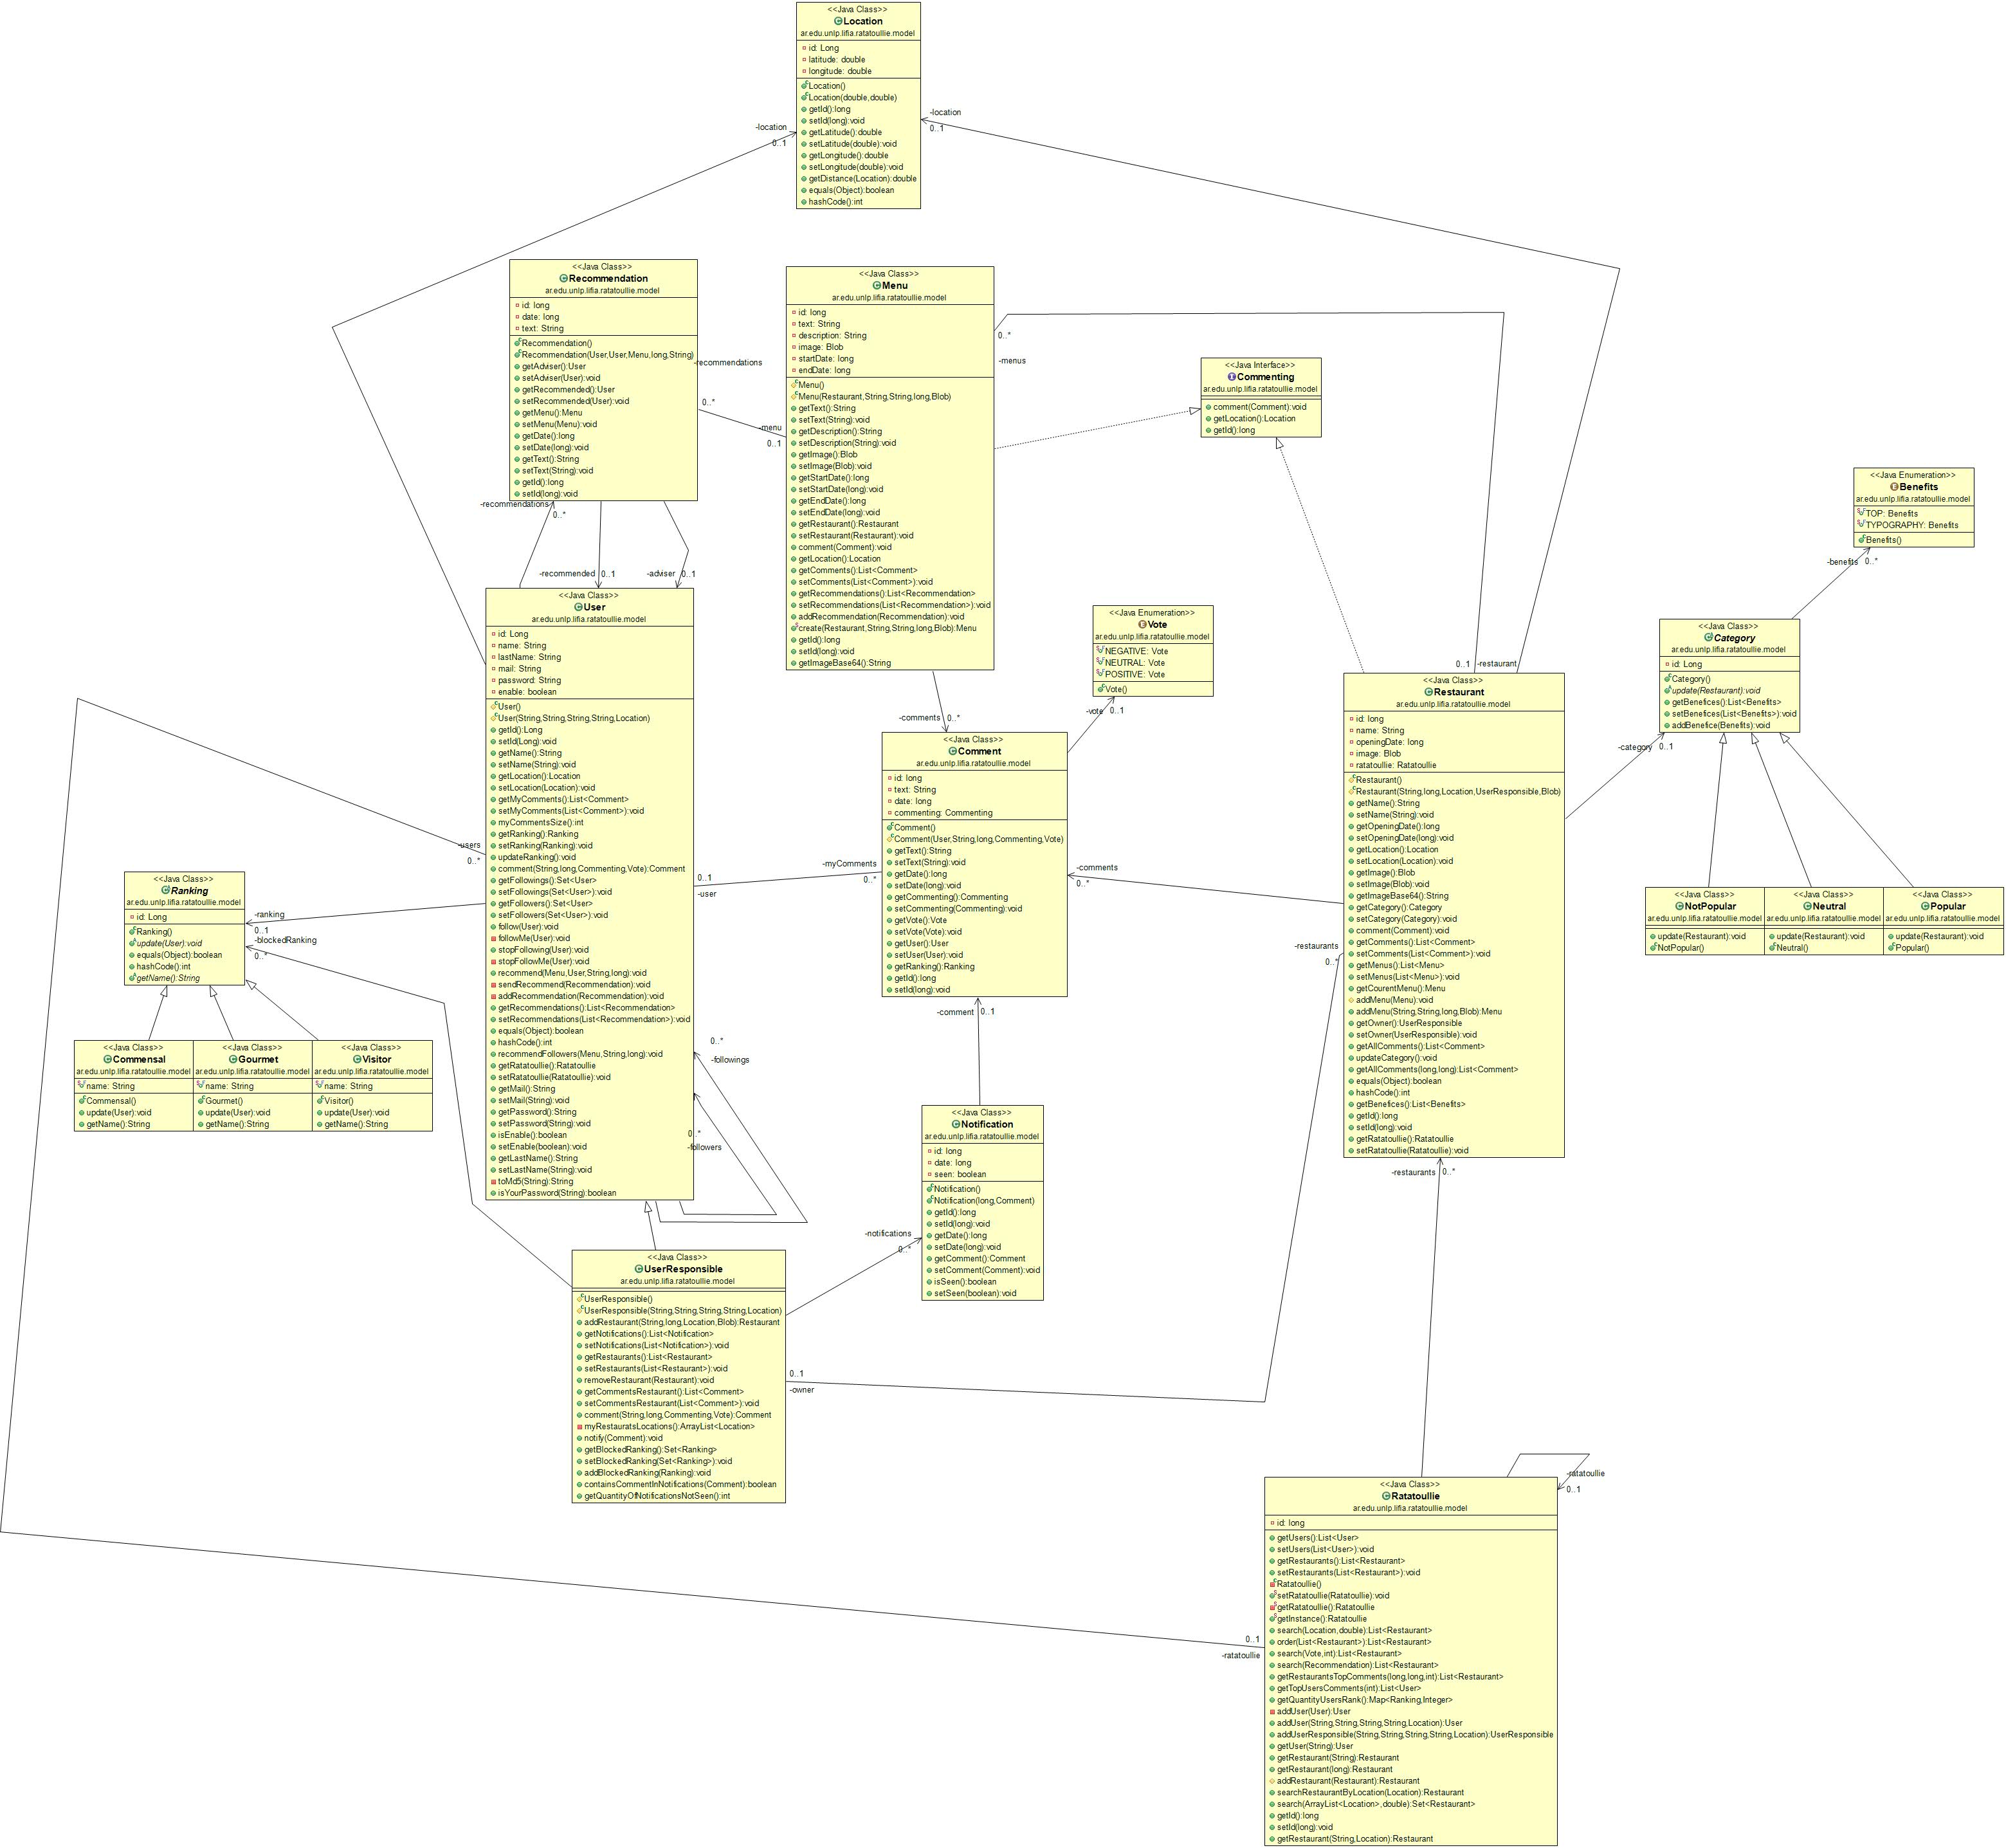 <<Java Class>>
Location
ar.edu.unlp.lifia.ratatoullie.model
id: Long
latitude: double
longitude: double
Location()
Location(double,double)
getId():long
setId(long):void
getLatitude():double
setLatitude(double):void
getLongitude():double
setLongitude(double):void
getDistance(Location):double
equals(Object):boolean
hashCode():int
-location
0..1
-location
0..1
<<Java Class>>
Recommendation
ar.edu.unlp.lifia.ratatoullie.model
id: long
date: long
text: String
Recommendation()
Recommendation(User,User,Menu,long,String)
getAdviser():User
setAdviser(User):void
getRecommended():User
setRecommended(User):void
getMenu():Menu
setMenu(Menu):void
getDate():long
setDate(long):void
getText():String
setText(String):void
getId():long
setId(long):void
-recommendations
0..*
-menu
0..1
-recommendations
0..*
-recommended
0..1
-adviser
0..1
<<Java Class>>
Menu
ar.edu.unlp.lifia.ratatoullie.model
id: long
text: String
description: String
image: Blob
startDate: long
endDate: long
Menu()
Menu(Restaurant,String,String,long,Blob)
getText():String
setText(String):void
getDescription():String
setDescription(String):void
getImage():Blob
setImage(Blob):void
getStartDate():long
setStartDate(long):void
getEndDate():long
setEndDate(long):void
getRestaurant():Restaurant
setRestaurant(Restaurant):void
comment(Comment):void
getLocation():Location
getComments():List<Comment>
setComments(List<Comment>):void
getRecommendations():List<Recommendation>
setRecommendations(List<Recommendation>):void
addRecommendation(Recommendation):void
create(Restaurant,String,String,long,Blob):Menu
getId():long
setId(long):void
getImageBase64():String
0..*
-menus
<<Java Interface>>
Commenting
ar.edu.unlp.lifia.ratatoullie.model
comment(Comment):void
getLocation():Location
getId():long
<<Java Enumeration>>
Benefits
ar.edu.unlp.lifia.ratatoullie.model
TOP: Benefits
TYPOGRAPHY: Benefits
Benefits()
-benefits
0..*
<<Java Class>>
User
ar.edu.unlp.lifia.ratatoullie.model
id: Long
name: String
lastName: String
mail: String
password: String
enable: boolean
User()
User(String,String,String,String,Location)
getId():Long
setId(Long):void
getName():String
setName(String):void
getLocation():Location
setLocation(Location):void
getMyComments():List<Comment>
setMyComments(List<Comment>):void
myCommentsSize():int
getRanking():Ranking
setRanking(Ranking):void
updateRanking():void
comment(String,long,Commenting,Vote):Comment
getFollowings():Set<User>
setFollowings(Set<User>):void
getFollowers():Set<User>
setFollowers(Set<User>):void
follow(User):void
followMe(User):void
stopFollowing(User):void
stopFollowMe(User):void
recommend(Menu,User,String,long):void
sendRecommend(Recommendation):void
addRecommendation(Recommendation):void
getRecommendations():List<Recommendation>
setRecommendations(List<Recommendation>):void
equals(Object):boolean
hashCode():int
recommendFollowers(Menu,String,long):void
getRatatoullie():Ratatoullie
setRatatoullie(Ratatoullie):void
getMail():String
setMail(String):void
getPassword():String
setPassword(String):void
isEnable():boolean
setEnable(boolean):void
getLastName():String
setLastName(String):void
toMd5(String):String
isYourPassword(String):boolean
-users
0..*
0..1
-user
-myComments
0..*
0..*
-followings
0..*
-followers
<<Java Enumeration>>
Vote
ar.edu.unlp.lifia.ratatoullie.model
NEGATIVE: Vote
NEUTRAL: Vote
POSITIVE: Vote
Vote()
-vote
0..1
-comments
0..*
<<Java Class>>
Comment
ar.edu.unlp.lifia.ratatoullie.model
id: long
text: String
date: long
commenting: Commenting
Comment()
Comment(User,String,long,Commenting,Vote)
getText():String
setText(String):void
getDate():long
setDate(long):void
getCommenting():Commenting
setCommenting(Commenting):void
getVote():Vote
setVote(Vote):void
getUser():User
setUser(User):void
getRanking():Ranking
getId():long
setId(long):void
-comments
0..*
-comment
0..1
0..1
-restaurant
<<Java Class>>
Restaurant
ar.edu.unlp.lifia.ratatoullie.model
id: long
name: String
openingDate: long
image: Blob
ratatoullie: Ratatoullie
Restaurant()
Restaurant(String,long,Location,UserResponsible,Blob)
getName():String
setName(String):void
getOpeningDate():long
setOpeningDate(long):void
getLocation():Location
setLocation(Location):void
getImage():Blob
setImage(Blob):void
getImageBase64():String
getCategory():Category
setCategory(Category):void
comment(Comment):void
getComments():List<Comment>
setComments(List<Comment>):void
getMenus():List<Menu>
setMenus(List<Menu>):void
getCourentMenu():Menu
addMenu(Menu):void
addMenu(String,String,long,Blob):Menu
getOwner():UserResponsible
setOwner(UserResponsible):void
getAllComments():List<Comment>
updateCategory():void
getAllComments(long,long):List<Comment>
equals(Object):boolean
hashCode():int
getBenefices():List<Benefits>
getId():long
setId(long):void
getRatatoullie():Ratatoullie
setRatatoullie(Ratatoullie):void
-restaurants
0..*
-restaurants
0..*
-category
0..1
<<Java Class>>
Category
ar.edu.unlp.lifia.ratatoullie.model
id: Long
Category()
update(Restaurant):void
getBenefices():List<Benefits>
setBenefices(List<Benefits>):void
addBenefice(Benefits):void
<<Java Class>>
NotPopular
ar.edu.unlp.lifia.ratatoullie.model
update(Restaurant):void
NotPopular()
<<Java Class>>
Neutral
ar.edu.unlp.lifia.ratatoullie.model
update(Restaurant):void
Neutral()
<<Java Class>>
Popular
ar.edu.unlp.lifia.ratatoullie.model
update(Restaurant):void
Popular()
<<Java Class>>
Ranking
ar.edu.unlp.lifia.ratatoullie.model
id: Long
Ranking()
update(User):void
equals(Object):boolean
hashCode():int
getName():String
-ranking
0..1
-blockedRanking
0..*
<<Java Class>>
Commensal
ar.edu.unlp.lifia.ratatoullie.model
name: String
Commensal()
update(User):void
getName():String
<<Java Class>>
Gourmet
ar.edu.unlp.lifia.ratatoullie.model
name: String
Gourmet()
update(User):void
getName():String
<<Java Class>>
Visitor
ar.edu.unlp.lifia.ratatoullie.model
name: String
Visitor()
update(User):void
getName():String
<<Java Class>>
Notification
ar.edu.unlp.lifia.ratatoullie.model
id: long
date: long
seen: boolean
Notification()
Notification(long,Comment)
getId():long
setId(long):void
getDate():long
setDate(long):void
getComment():Comment
setComment(Comment):void
isSeen():boolean
setSeen(boolean):void
-notifications
0..*
<<Java Class>>
UserResponsible
ar.edu.unlp.lifia.ratatoullie.model
UserResponsible()
UserResponsible(String,String,String,String,Location)
addRestaurant(String,long,Location,Blob):Restaurant
getNotifications():List<Notification>
setNotifications(List<Notification>):void
getRestaurants():List<Restaurant>
setRestaurants(List<Restaurant>):void
removeRestaurant(Restaurant):void
getCommentsRestaurant():List<Comment>
setCommentsRestaurant(List<Comment>):void
comment(String,long,Commenting,Vote):Comment
myRestauratsLocations():ArrayList<Location>
notify(Comment):void
getBlockedRanking():Set<Ranking>
setBlockedRanking(Set<Ranking>):void
addBlockedRanking(Ranking):void
containsCommentInNotifications(Comment):boolean
getQuantityOfNotificationsNotSeen():int
0..1
-owner
-ratatoullie
0..1
0..1
-ratatoullie
<<Java Class>>
Ratatoullie
ar.edu.unlp.lifia.ratatoullie.model
id: long
getUsers():List<User>
setUsers(List<User>):void
getRestaurants():List<Restaurant>
setRestaurants(List<Restaurant>):void
Ratatoullie()
setRatatoullie(Ratatoullie):void
getRatatoullie():Ratatoullie
getInstance():Ratatoullie
search(Location,double):List<Restaurant>
order(List<Restaurant>):List<Restaurant>
search(Vote,int):List<Restaurant>
search(Recommendation):List<Restaurant>
getRestaurantsTopComments(long,long,int):List<Restaurant>
getTopUsersComments(int):List<User>
getQuantityUsersRank():Map<Ranking,Integer>
addUser(User):User
addUser(String,String,String,String,Location):User
addUserResponsible(String,String,String,String,Location):UserResponsible
getUser(String):User
getRestaurant(String):Restaurant
getRestaurant(long):Restaurant
addRestaurant(Restaurant):Restaurant
searchRestaurantByLocation(Location):Restaurant
search(ArrayList<Location>,double):Set<Restaurant>
getId():long
setId(long):void
getRestaurant(String,Location):Restaurant